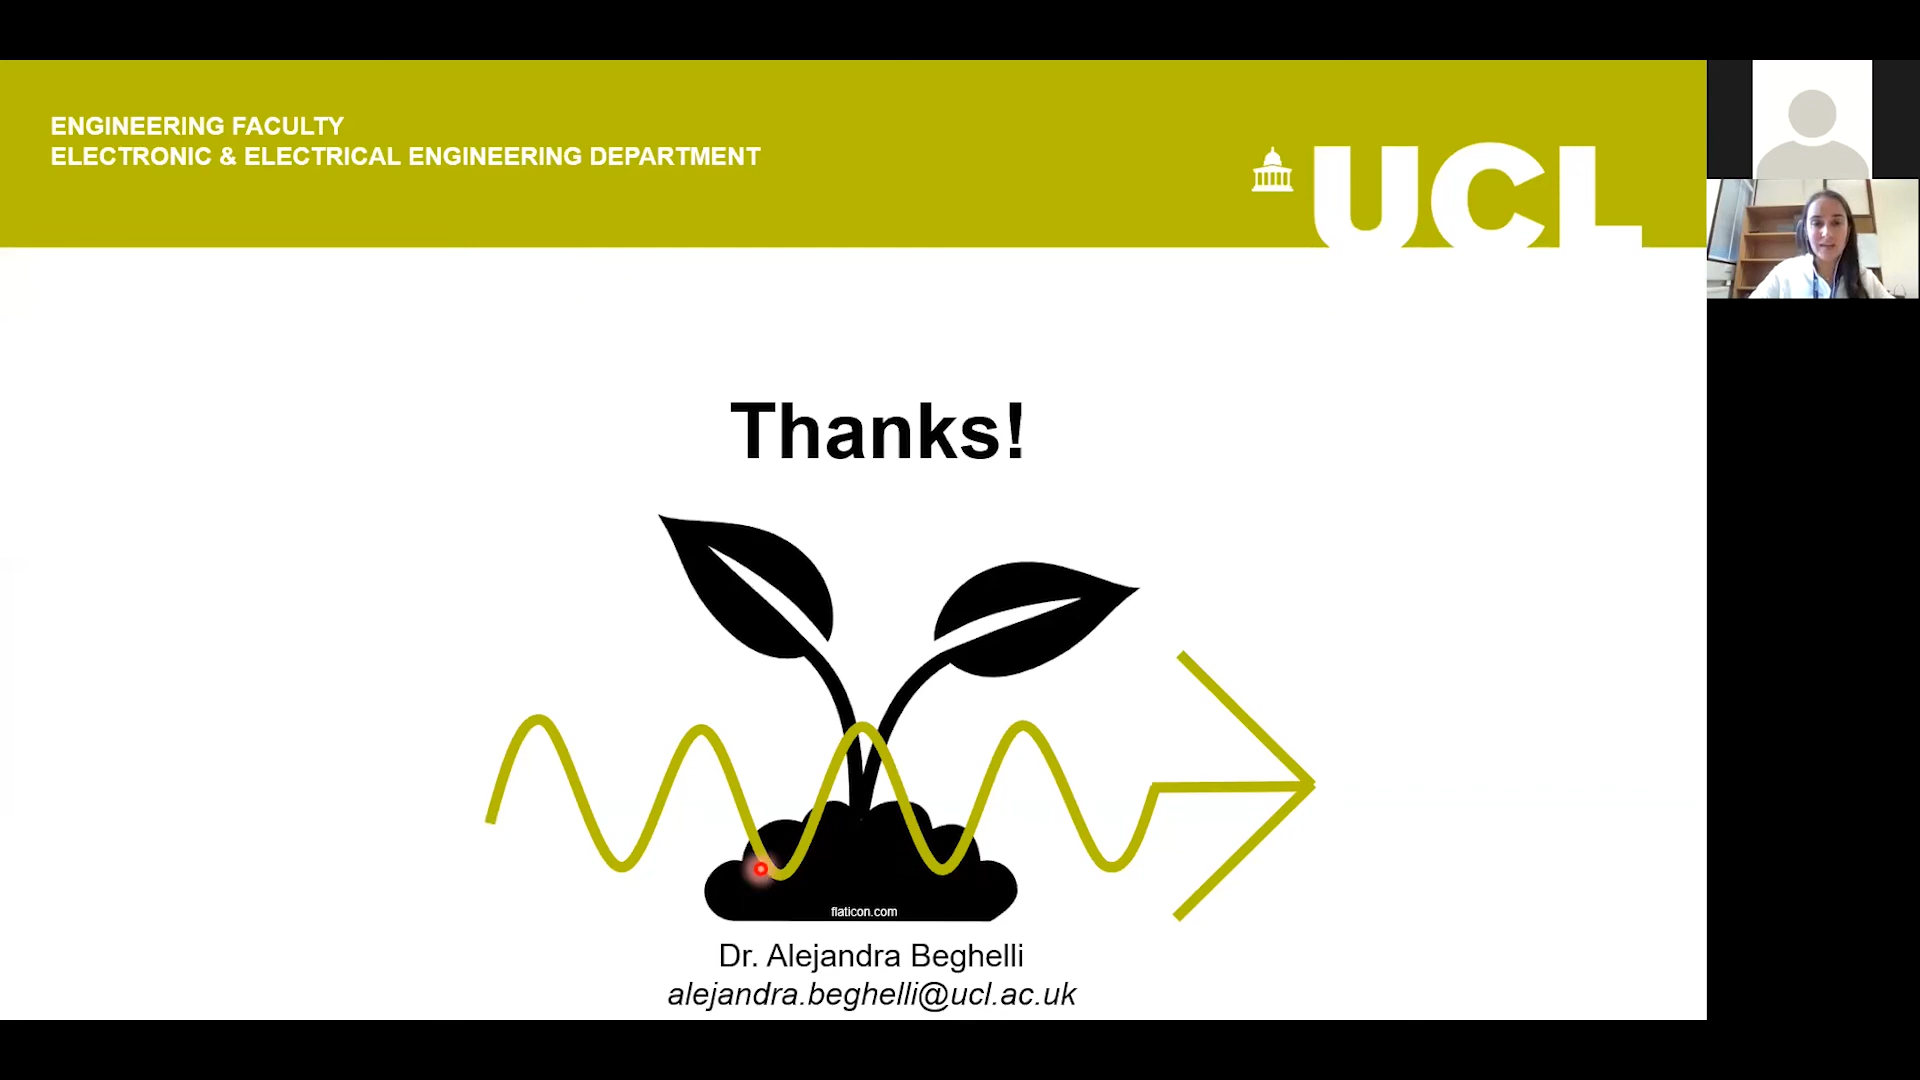 ENGINEERING FACULTY
ELECTRONIC & ELECTRICAL ENGINEERING DEPARTMENT
UCL
Thanks!
flaticon.com
Dr. Alejandra Beghelli
alejandra.beghelli@ucl.ac.uk